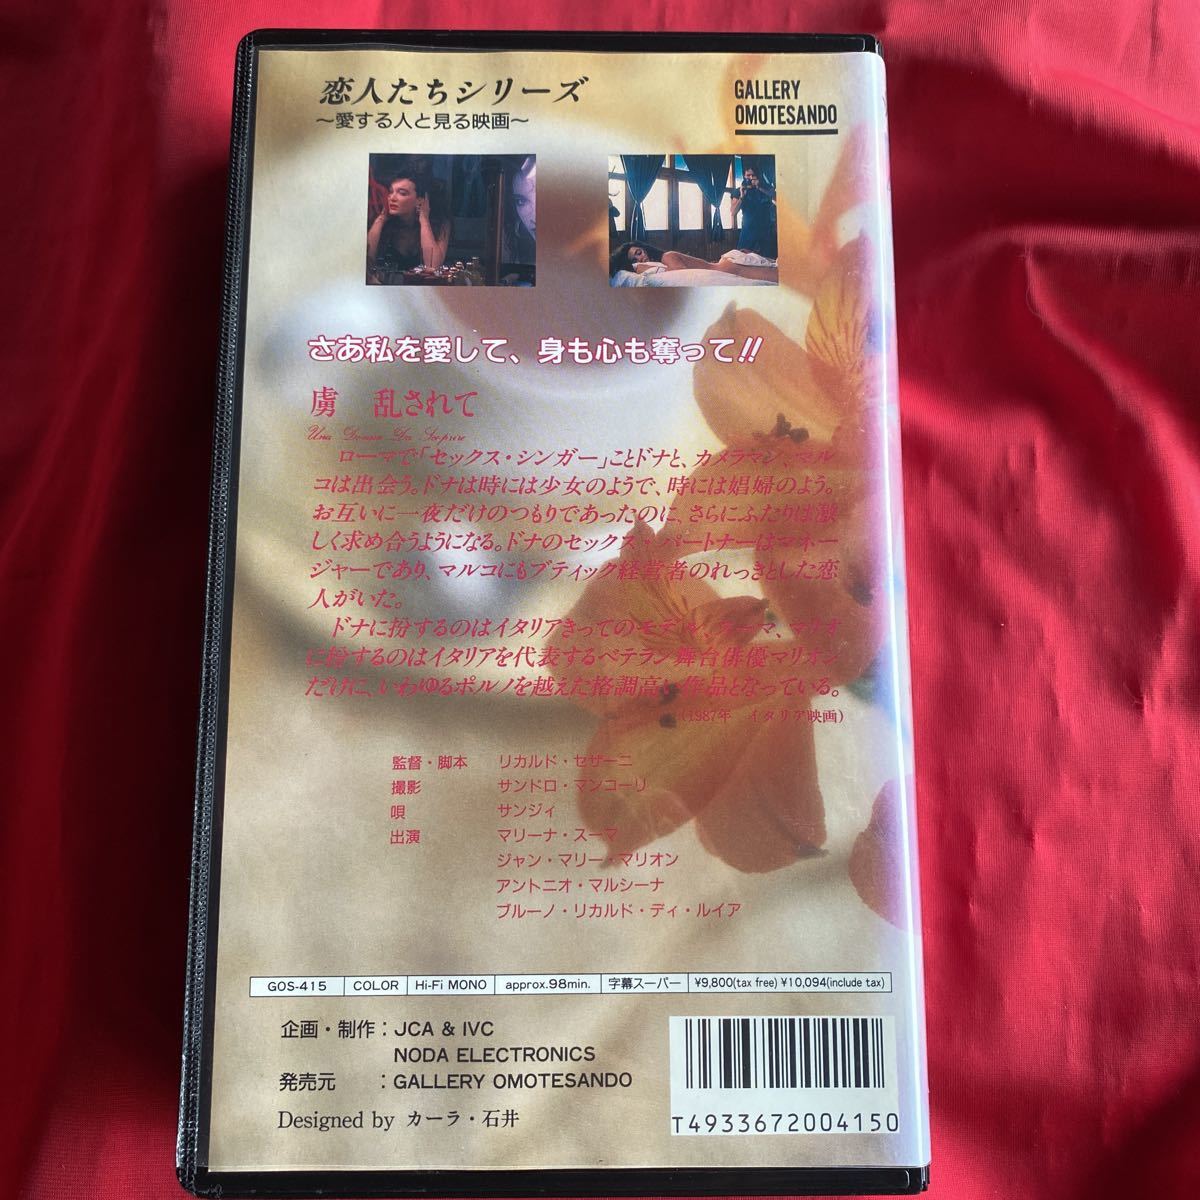 恋人たちシリーズ
～愛する人と見る映画～
GALLERY
OMOTESANDO
さあ私を愛して、身も心も奪って!!
虜　乱されて
Una Donna Da Scoprire
ローマで「セックス・シンガー」ことドナと、カメラマン、マル
コは出会う。ドナは時には少女のようで、時には娼婦のよう。
お互いに一夜だけのつもりであったのに、さらにふたりは激
しく求め合うようになる。ドナのセックス・パートナーはマネー
ジャーであり、マルコにもブティック経営者のれっきとした恋
人がいた。
ドナに扮するのはイタリアきってのモデル、スーマ、マリオ
に扮するのはイタリアを代表するベテラン舞台俳優マリオン
だけに、いわゆるポルノを越えた格調高い作品となっている。
(1987年　イタリア映画)
監督・脚本　リカルド・セザーニ
撮影　サンドロ・マンコーリ
唄　サンジィ
出演　マリーナ・スーマ
ジャン・マリー・マリオン
アントニオ・マルシーナ
ブルーノ・リカルド・ディ・ルイア
GOS-415 COLOR Hi-Fi MONO approx.98min. 字幕スーパー ¥9,800(tax free) ¥10,094(include tax)
企画・制作：JCA & IVC
NODA ELECTRONICS
発売元　：GALLERY OMOTESANDO
Designed by カーラ・石井
T4933672004150